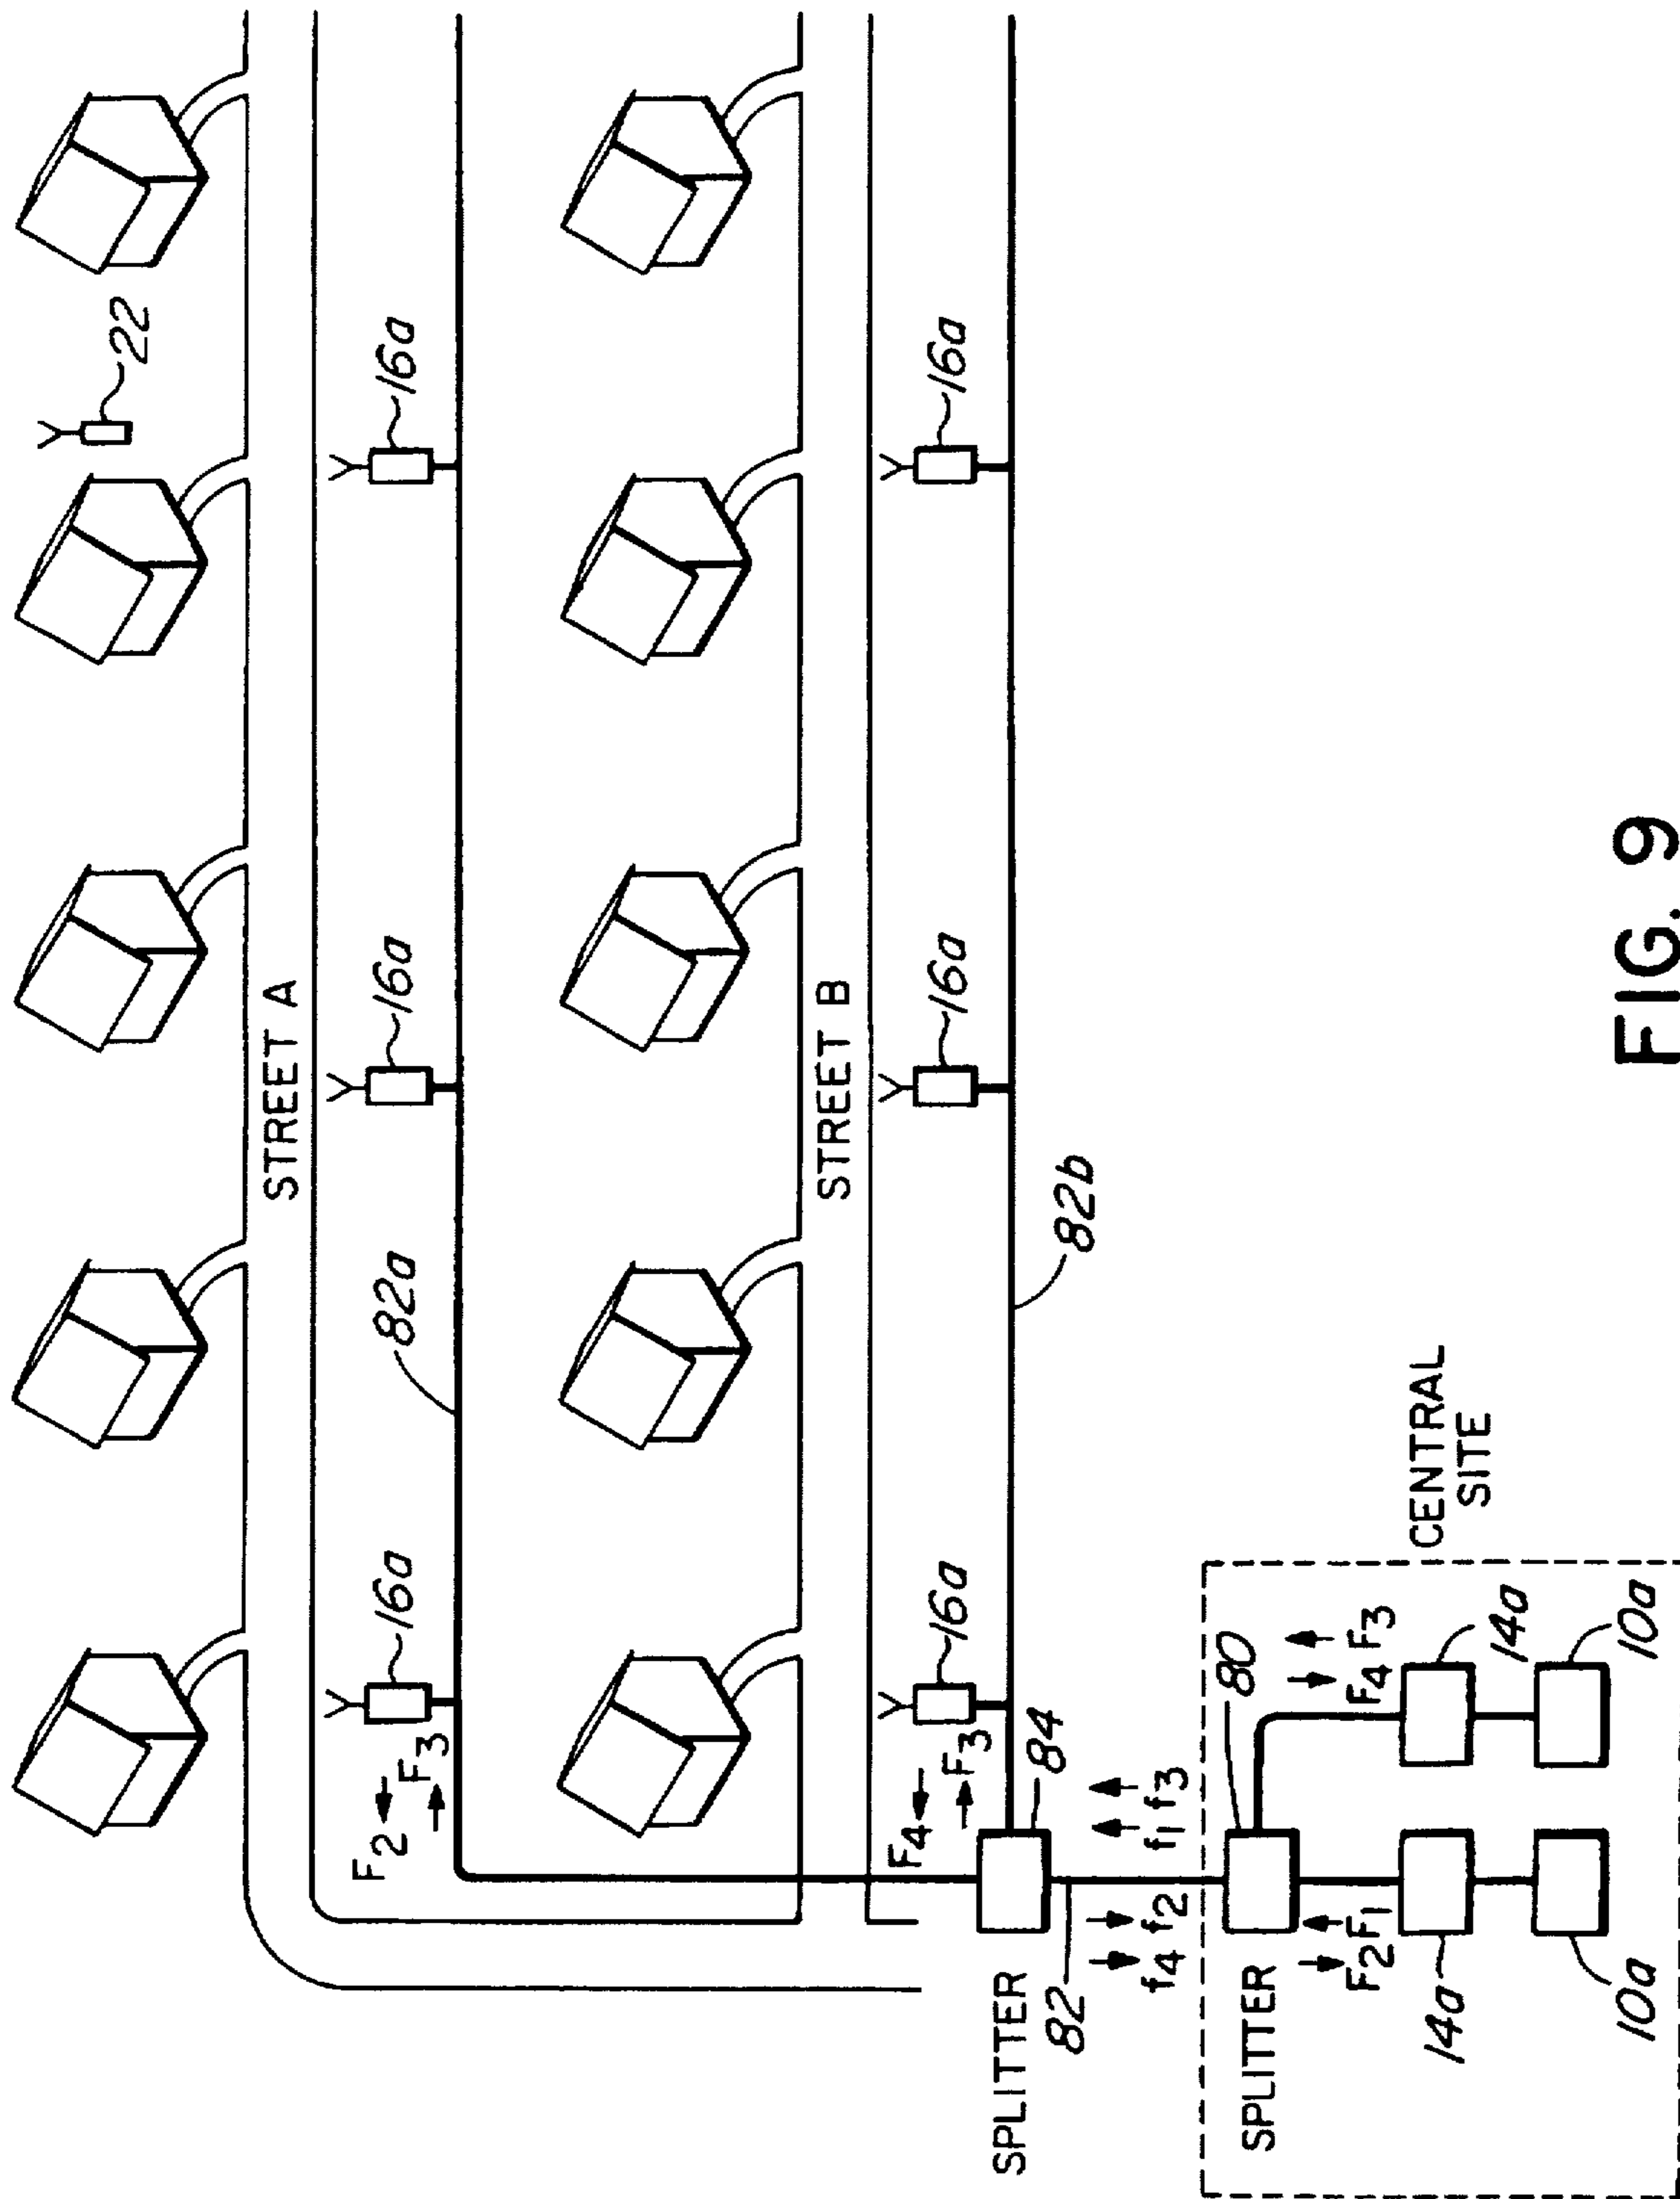 22
STREET A
16a
16a
16a
82a
F2
F3
STREET B
16a
16a
16a
82b
F4
F3
SPLITTER
84
82
f4 f2
f1 f3
CENTRAL
SITE
SPLITTER
80
F2 F1
F4 F3
14a
14a
10a
10a
FIG. 9